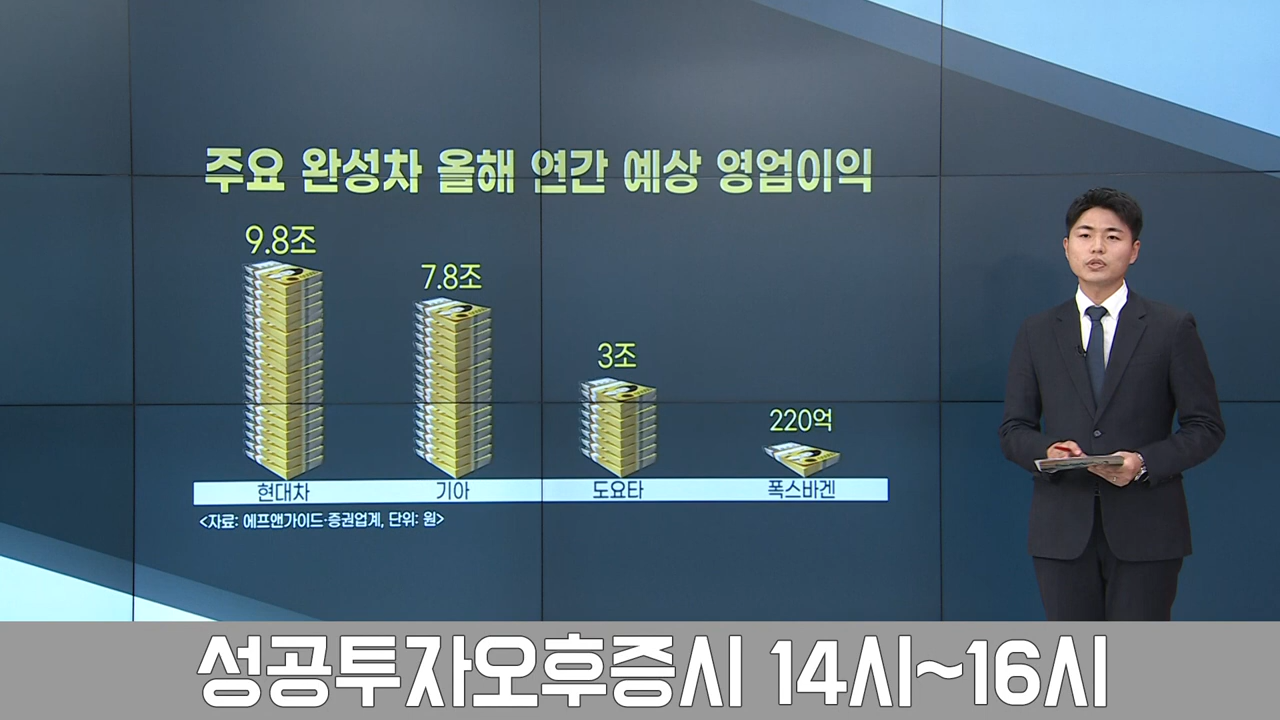 주요 완성차 올해 연간 예상 영업이익
9.8조
7.8조
3조
220억
현대차 기아 도요타 폭스바겐
<자료: 에프앤가이드·증권업계, 단위: 원>
성공투자오후증시 14시~16시